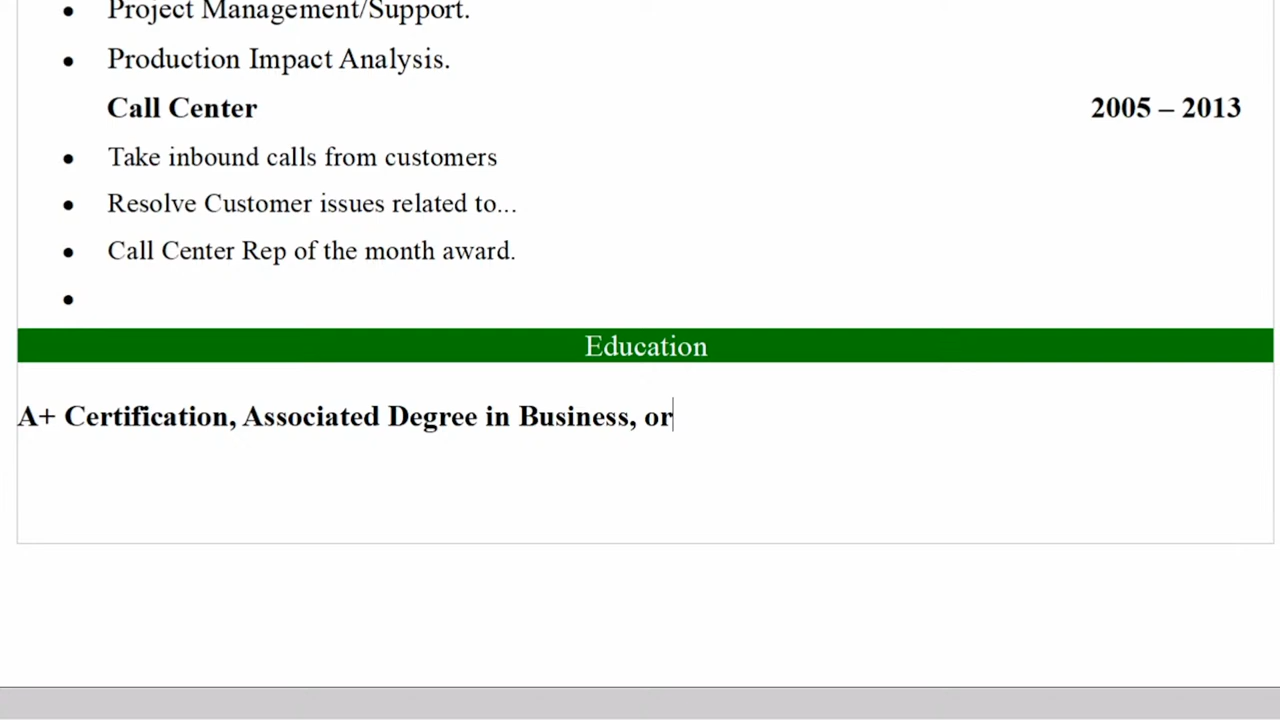 Project Management/Support.
Production Impact Analysis.
Call Center 2005 – 2013
Take inbound calls from customers
Resolve Customer issues related to...
Call Center Rep of the month award.
Education
A+ Certification, Associated Degree in Business, or